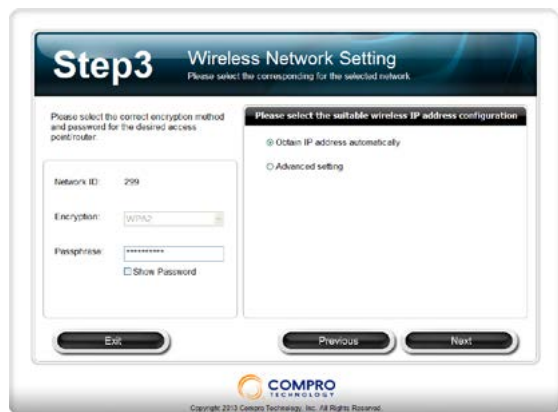 Step3
Wireless Network Setting
Please select the corresponding for the selected network
Please select the correct encryption method
and password for the desired access
point/router.
Network ID: 299
Encryption: WPA2
Passphrase: **********
Show Password
Please select the suitable wireless IP address configuration
Obtain IP address automatically
Advanced setting
Exit
Previous
Next
COMPRO
TECHNOLOGY
Copyright 2013 Compro Technology, Inc. All Rights Reserved.